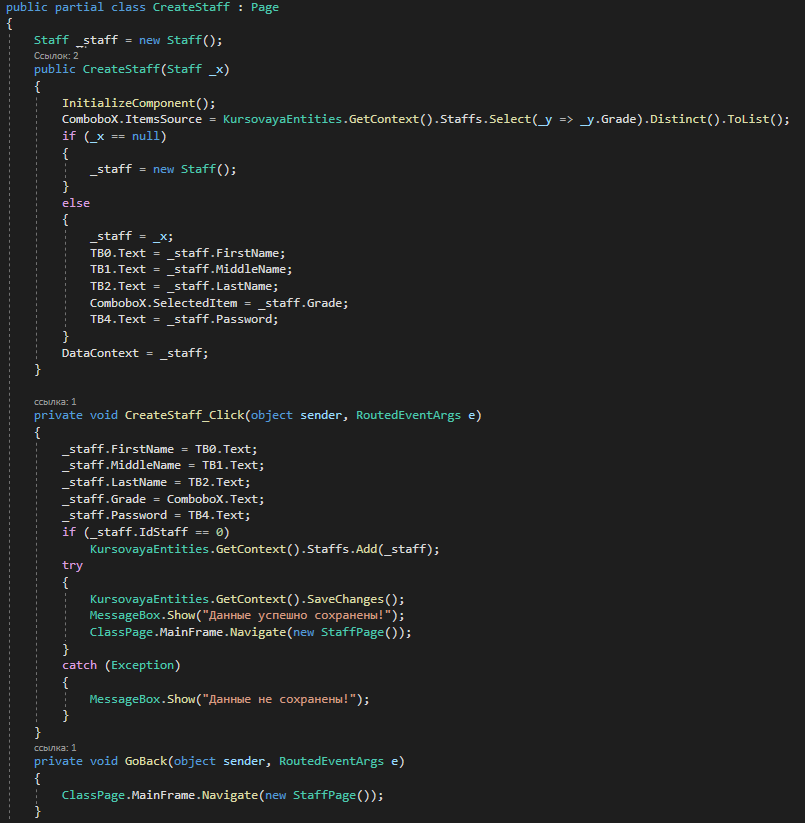 public partial class CreateStaff : Page
{
Staff _staff = new Staff();
Ссылок: 2
public CreateStaff(Staff _x)
{
InitializeComponent();
ComboboX.ItemsSource = KursovayaEntities.GetContext().Staffs.Select(_y => _y.Grade).Distinct().ToList();
if (_x == null)
{
_staff = new Staff();
}
else
{
_staff = _x;
TB0.Text = _staff.FirstName;
TB1.Text = _staff.MiddleName;
TB2.Text = _staff.LastName;
ComboboX.SelectedItem = _staff.Grade;
TB4.Text = _staff.Password;
}
DataContext = _staff;
}
ссылка: 1
private void CreateStaff_Click(object sender, RoutedEventArgs e)
{
_staff.FirstName = TB0.Text;
_staff.MiddleName = TB1.Text;
_staff.LastName = TB2.Text;
_staff.Grade = ComboboX.Text;
_staff.Password = TB4.Text;
if (_staff.IdStaff == 0)
KursovayaEntities.GetContext().Staffs.Add(_staff);
try
{
KursovayaEntities.GetContext().SaveChanges();
MessageBox.Show("Данные успешно сохранены!");
ClassPage.MainFrame.Navigate(new StaffPage());
}
catch (Exception)
{
MessageBox.Show("Данные не сохранены!");
}
}
ссылка: 1
private void GoBack(object sender, RoutedEventArgs e)
{
ClassPage.MainFrame.Navigate(new StaffPage());
}